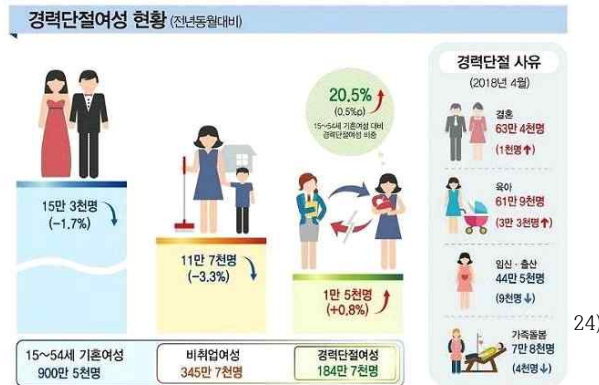 경력단절여성 현황 (전년동월대비)
20.5%
(0.5%p)
15~54세 기혼여성 대비
경력단절여성 비중
15만 3천명
(-1.7%)
11만 7천명
(-3.3%)
1만 5천명
(+0.8%)
15~54세 기혼여성
900만 5천명
비취업여성
345만 7천명
경력단절여성
184만 7천명
경력단절 사유
(2018년 4월)
결혼
63만 4천명
(1천명↑)
육아
61만 9천명
(3만 3천명↑)
임신·출산
44만 5천명
(9천명↓)
가족돌봄
7만 8천명
(4천명↓)
24)